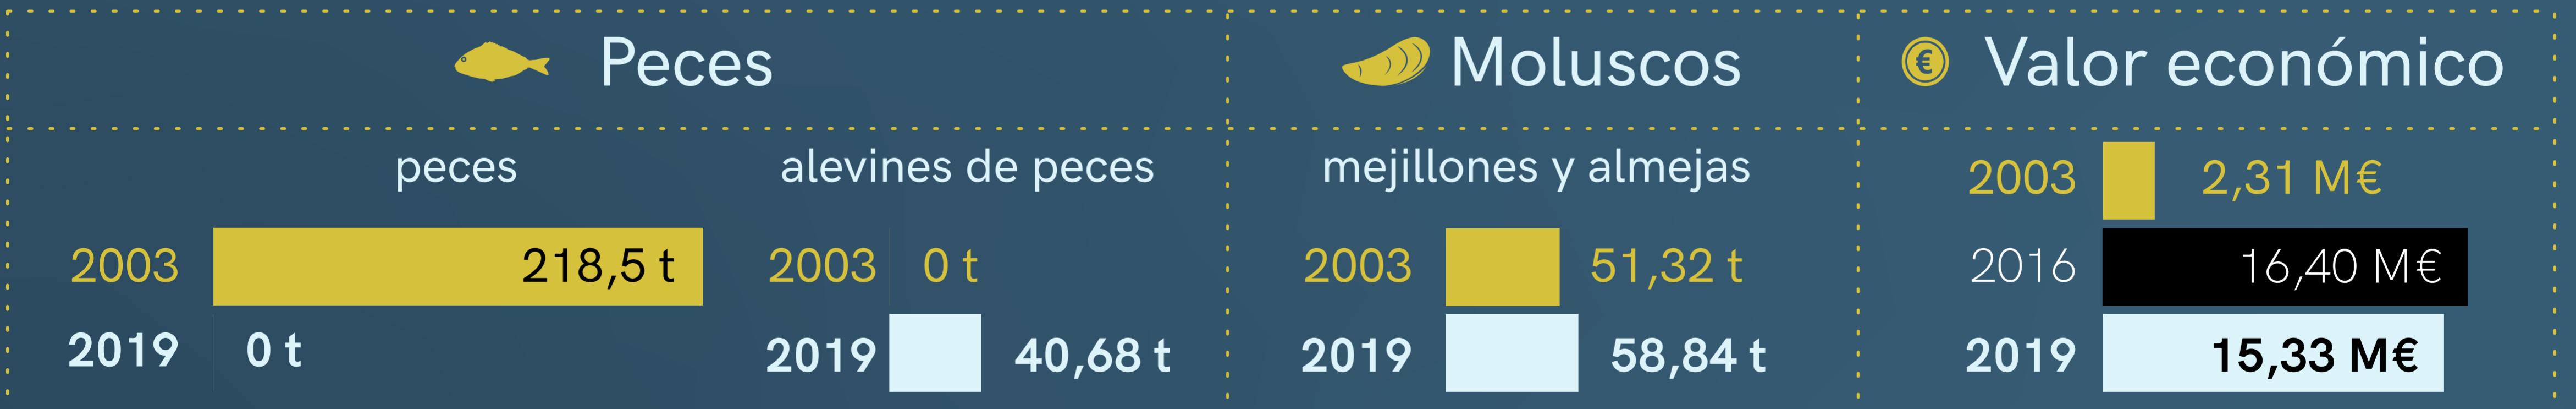 Peces
peces
2003 218,5 t
2019 0 t
alevines de peces
2003 0 t
2019 40,68 t
Moluscos
mejillones y almejas
2003 51,32 t
2019 58,84 t
€ Valor económico
2003 2,31 M€
2016 16,40 M€
2019 15,33 M€